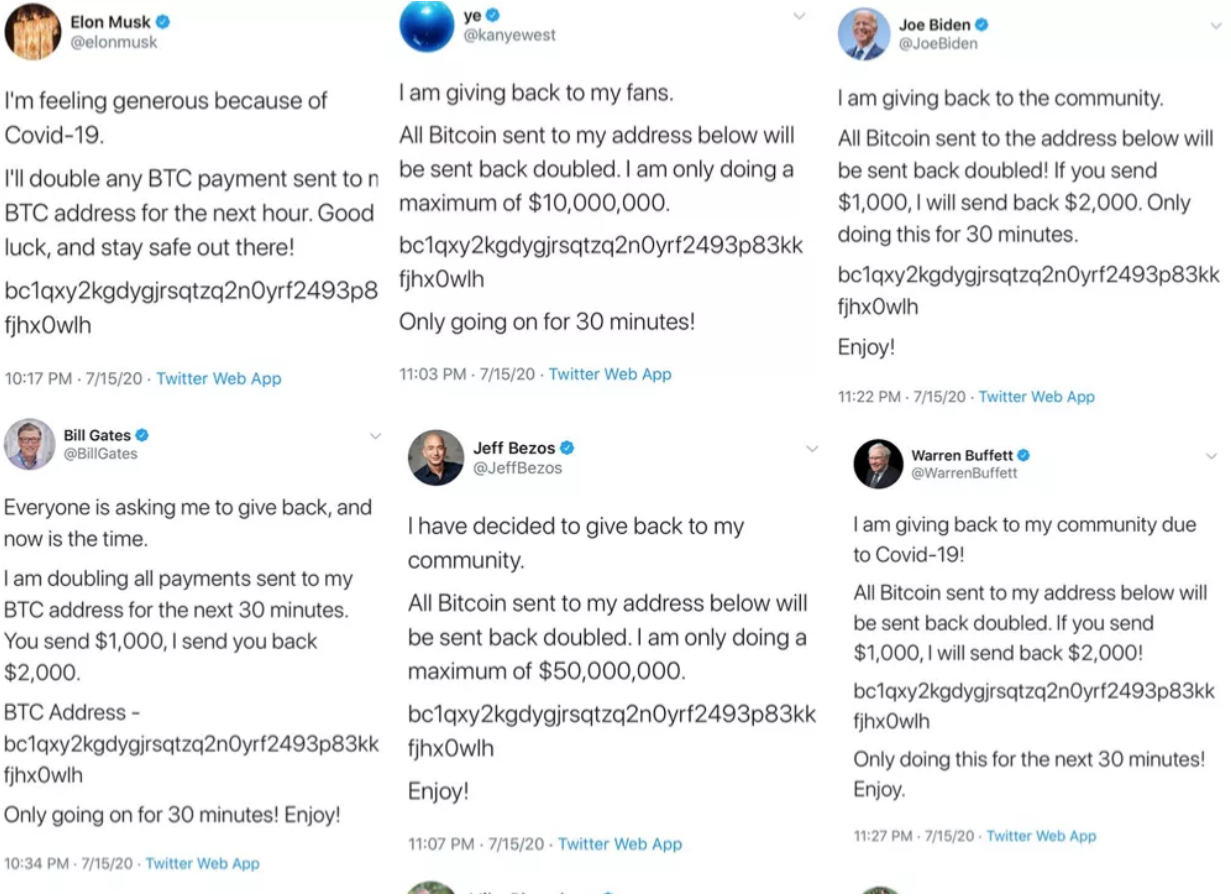 Elon Musk
@elonmusk
I'm feeling generous because of
Covid-19.
I'll double any BTC payment sent to
BTC address for the next hour. Good
luck, and stay safe out there!
bc1qxy2kgdygjrsqtzq2n0yrf2493p8
fjhx0wlh
10:17 PM · 7/15/20 · Twitter Web App
ye
@kanyewest
I am giving back to my fans.
All Bitcoin sent to my address below will
be sent back doubled. I am only doing a
maximum of $10,000,000.
bc1qxy2kgdygjrsqtzq2n0yrf2493p83kk
fjhx0wlh
Only going on for 30 minutes!
11:03 PM · 7/15/20 · Twitter Web App
Joe Biden
@JoeBiden
I am giving back to the community.
All Bitcoin sent to the address below will
be sent back doubled! If you send
$1,000, I will send back $2,000. Only
doing this for 30 minutes.
bc1qxy2kgdygjrsqtzq2n0yrf2493p83kk
fjhx0wlh
Enjoy!
11:22 PM · 7/15/20 · Twitter Web App
Bill Gates
@BillGates
Everyone is asking me to give back, and
now is the time.
I am doubling all payments sent to my
BTC address for the next 30 minutes.
You send $1,000, I send you back
$2,000.
BTC Address -
bc1qxy2kgdygjrsqtzq2n0yrf2493p83kk
fjhx0wlh
Only going on for 30 minutes! Enjoy!
10:34 PM · 7/15/20 · Twitter Web App
Jeff Bezos
@JeffBezos
I have decided to give back to my
community.
All Bitcoin sent to my address below will
be sent back doubled. I am only doing a
maximum of $50,000,000.
bc1qxy2kgdygjrsqtzq2n0yrf2493p83kk
fjhx0wlh
Enjoy!
11:07 PM · 7/15/20 · Twitter Web App
Warren Buffett
@WarrenBuffett
I am giving back to my community due
to Covid-19!
All Bitcoin sent to my address below will
be sent back doubled. If you send
$1,000, I will send back $2,000!
bc1qxy2kgdygjrsqtzq2n0yrf2493p83kk
fjhx0wlh
Only doing this for the next 30 minutes!
Enjoy.
11:27 PM · 7/15/20 · Twitter Web App